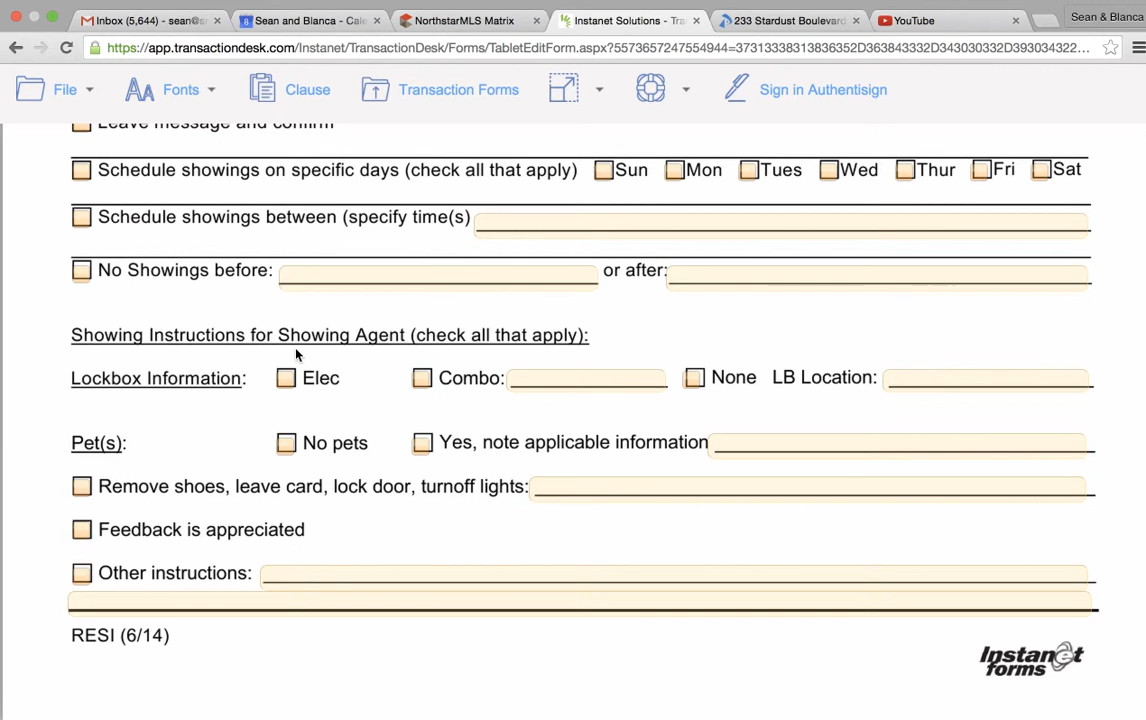 Inbox (5,644) - sean@s
8 Sean and Blanca - Cale
NorthstarMLS Matrix
Instanet Solutions - Tra
233 Stardust Boulevard
YouTube
Sean & Blanca
https://app.transactiondesk.com/Instanet/TransactionDesk/Forms/TabletEditForm.aspx?5573657247554944=37313338313836352D363843332D343030332D393034322...
File Fonts Clause Transaction Forms Sign in Authentisign
Leave message and confirm
Schedule showings on specific days (check all that apply) Sun Mon Tues Wed Thur Fri Sat
Schedule showings between (specify time(s)
No Showings before: or after:
Showing Instructions for Showing Agent (check all that apply):
Lockbox Information: Elec Combo: None LB Location:
Pet(s): No pets Yes, note applicable information
Remove shoes, leave card, lock door, turnoff lights:
Feedback is appreciated
Other instructions:
RESI (6/14)
Instanet
forms